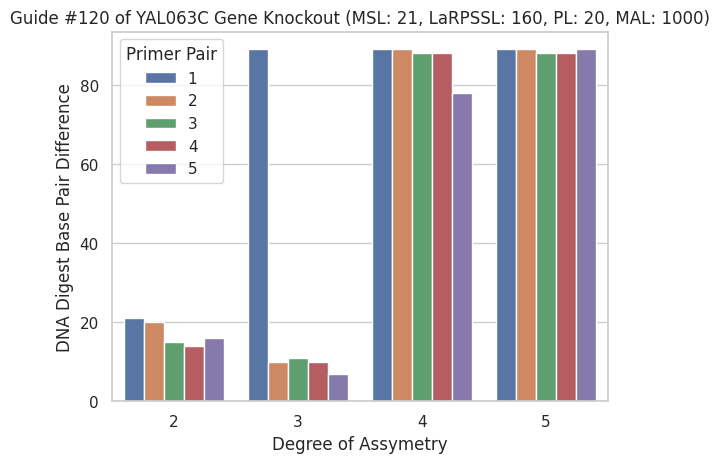 Guide #120 of YAL063C Gene Knockout (MSL: 21, LaRPSSL: 160, PL: 20, MAL: 1000)
Primer Pair
1
2
3
4
5
DNA Digest Base Pair Difference
80
60
40
20
0
2 3 4 5
Degree of Assymetry